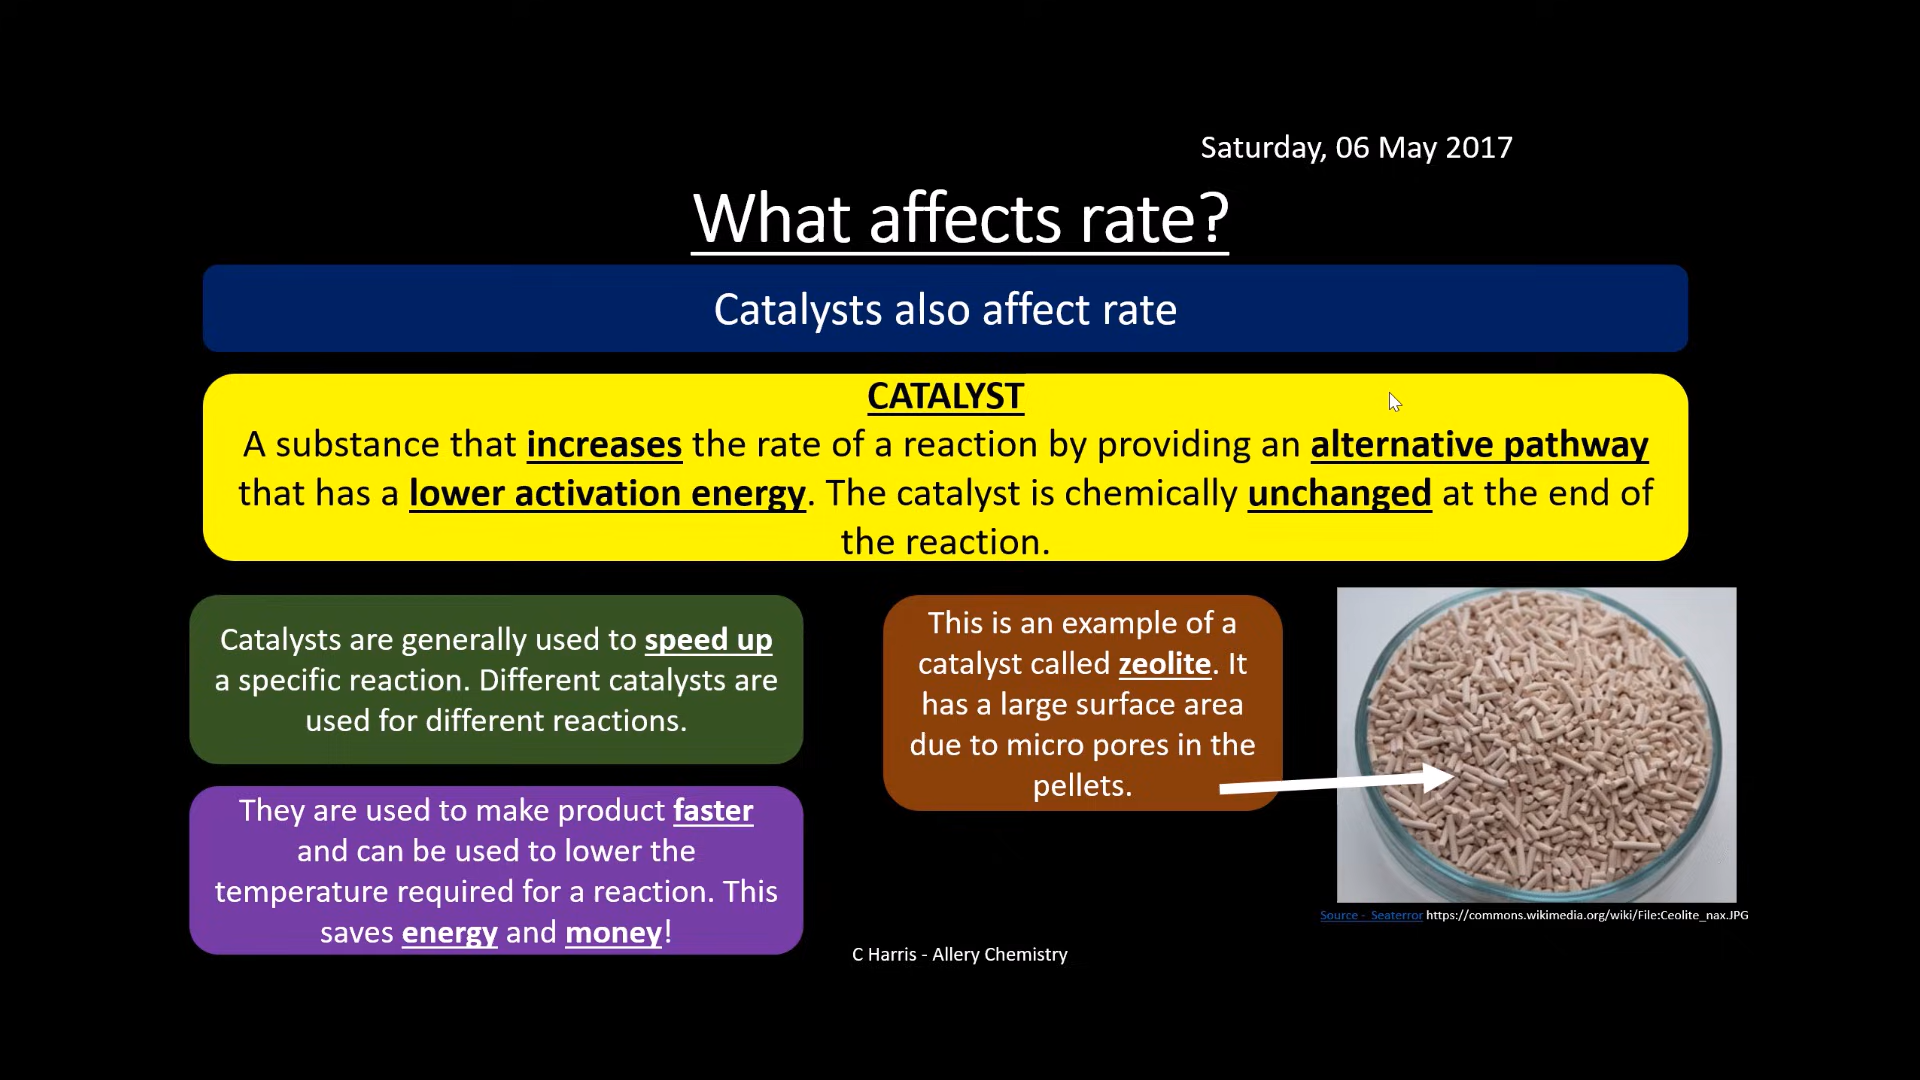 Saturday, 06 May 2017
What affects rate?
Catalysts also affect rate
CATALYST
A substance that increases the rate of a reaction by providing an alternative pathway
that has a lower activation energy. The catalyst is chemically unchanged at the end of
the reaction.
Catalysts are generally used to speed up
a specific reaction. Different catalysts are
used for different reactions.
They are used to make product faster
and can be used to lower the
temperature required for a reaction. This
saves energy and money!
This is an example of a
catalyst called zeolite. It
has a large surface area
due to micro pores in the
pellets.
Source - Seaterror https://commons.wikimedia.org/wiki/File:Ceolite_nax.JPG
C Harris - Allery Chemistry